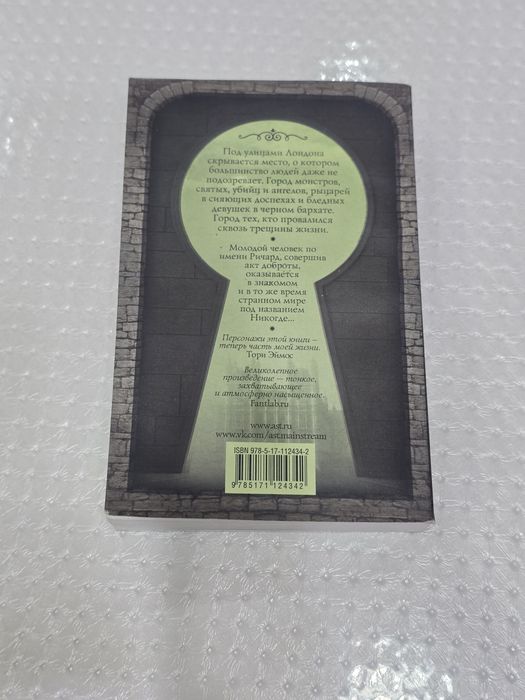 Под улицами Лондона
скрывается место, о котором
большинство людей даже не
подозревает. Город монстров,
святых, убийц и ангелов, рыцарей
в сияющих доспехах и бледных
девушек в черном бархате.
Город тех, кто провалился
сквозь трещины жизни.
Молодой человек по
имени Ричард, совершив
акт доброты,
оказывается
в знакомом
и в то же время
странном мире
под названием
Никогде...
Персонажи этой книги —
теперь часть моей жизни.
Тори Эймос
Великолепное
произведение — тонкое,
захватывающее
и атмосферно насыщенное.
Fantlab.ru
www.ast.ru
www.vk.com/ast.mainstream
ISBN 978-5-17-112434-2
9 785171 124342